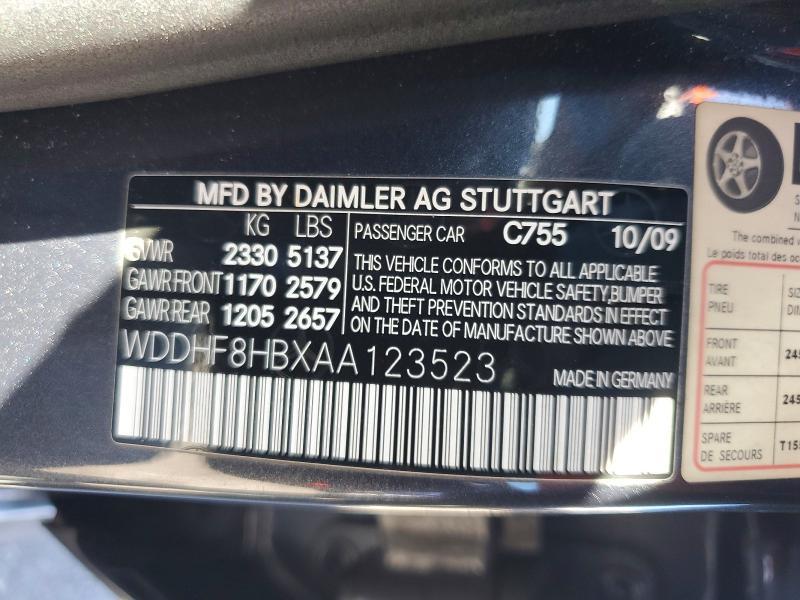 MFD BY DAIMLER AG STUTTGART
KG LBS
GVWR 2330 5137
GAWR FRONT 1170 2579
GAWR REAR 1205 2657
PASSENGER CAR C755 10/09
THIS VEHICLE CONFORMS TO ALL APPLICABLE
U.S. FEDERAL MOTOR VEHICLE SAFETY,BUMPER
AND THEFT PREVENTION STANDARDS IN EFFECT
ON THE DATE OF MANUFACTURE SHOWN ABOVE
WDDHF8HBXAA123523
MADE IN GERMANY
The combined
Le poids total des
TIRE
PNEU
FRONT
AVANT
REAR
ARRIÈRE
SPARE
DE SECOURS